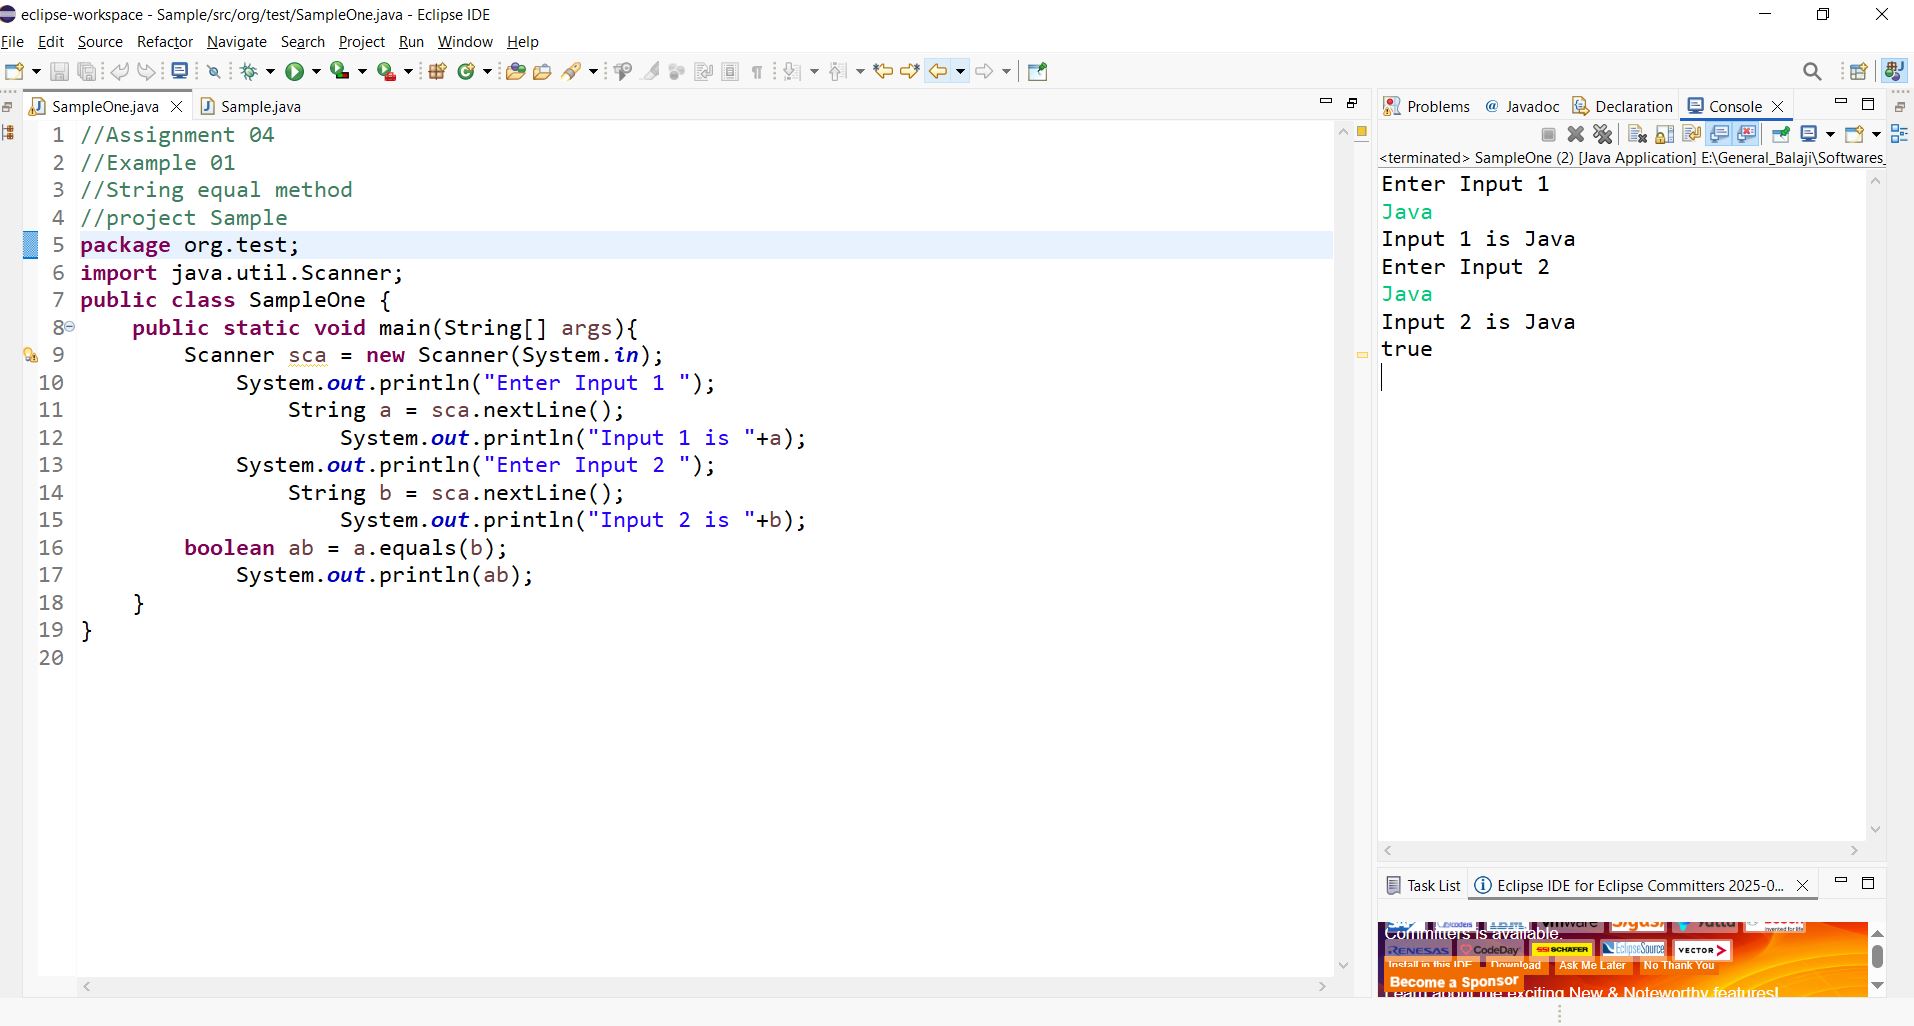 eclipse-workspace - Sample/src/org/test/SampleOne.java - Eclipse IDE
File Edit Source Refactor Navigate Search Project Run Window Help
SampleOne.java Sample.java
1 //Assignment 04
2 //Example 01
3 //String equal method
4 //project Sample
5 package org.test;
6 import java.util.Scanner;
7 public class SampleOne {
8 public static void main(String[] args){
9 Scanner sca = new Scanner(System.in);
10 System.out.println("Enter Input 1 ");
11 String a = sca.nextLine();
12 System.out.println("Input 1 is "+a);
13 System.out.println("Enter Input 2 ");
14 String b = sca.nextLine();
15 System.out.println("Input 2 is "+b);
16 boolean ab = a.equals(b);
17 System.out.println(ab);
18 }
19 }
20
Problems @ Javadoc Declaration Console
<terminated> SampleOne (2) [Java Application] E:\General_Balaji\Softwares_
Enter Input 1
Java
Input 1 is Java
Enter Input 2
Java
Input 2 is Java
true
Task List Eclipse IDE for Eclipse Committers 2025-0...
IBM vmware
Committers is available.
RENESAS CodeDay SSI SCHAFER EclipseSource VECTOR
Install in this IDE Download Ask Me Later No Thank You
Become a Sponsor
Learn about the exciting New & Noteworthy features!